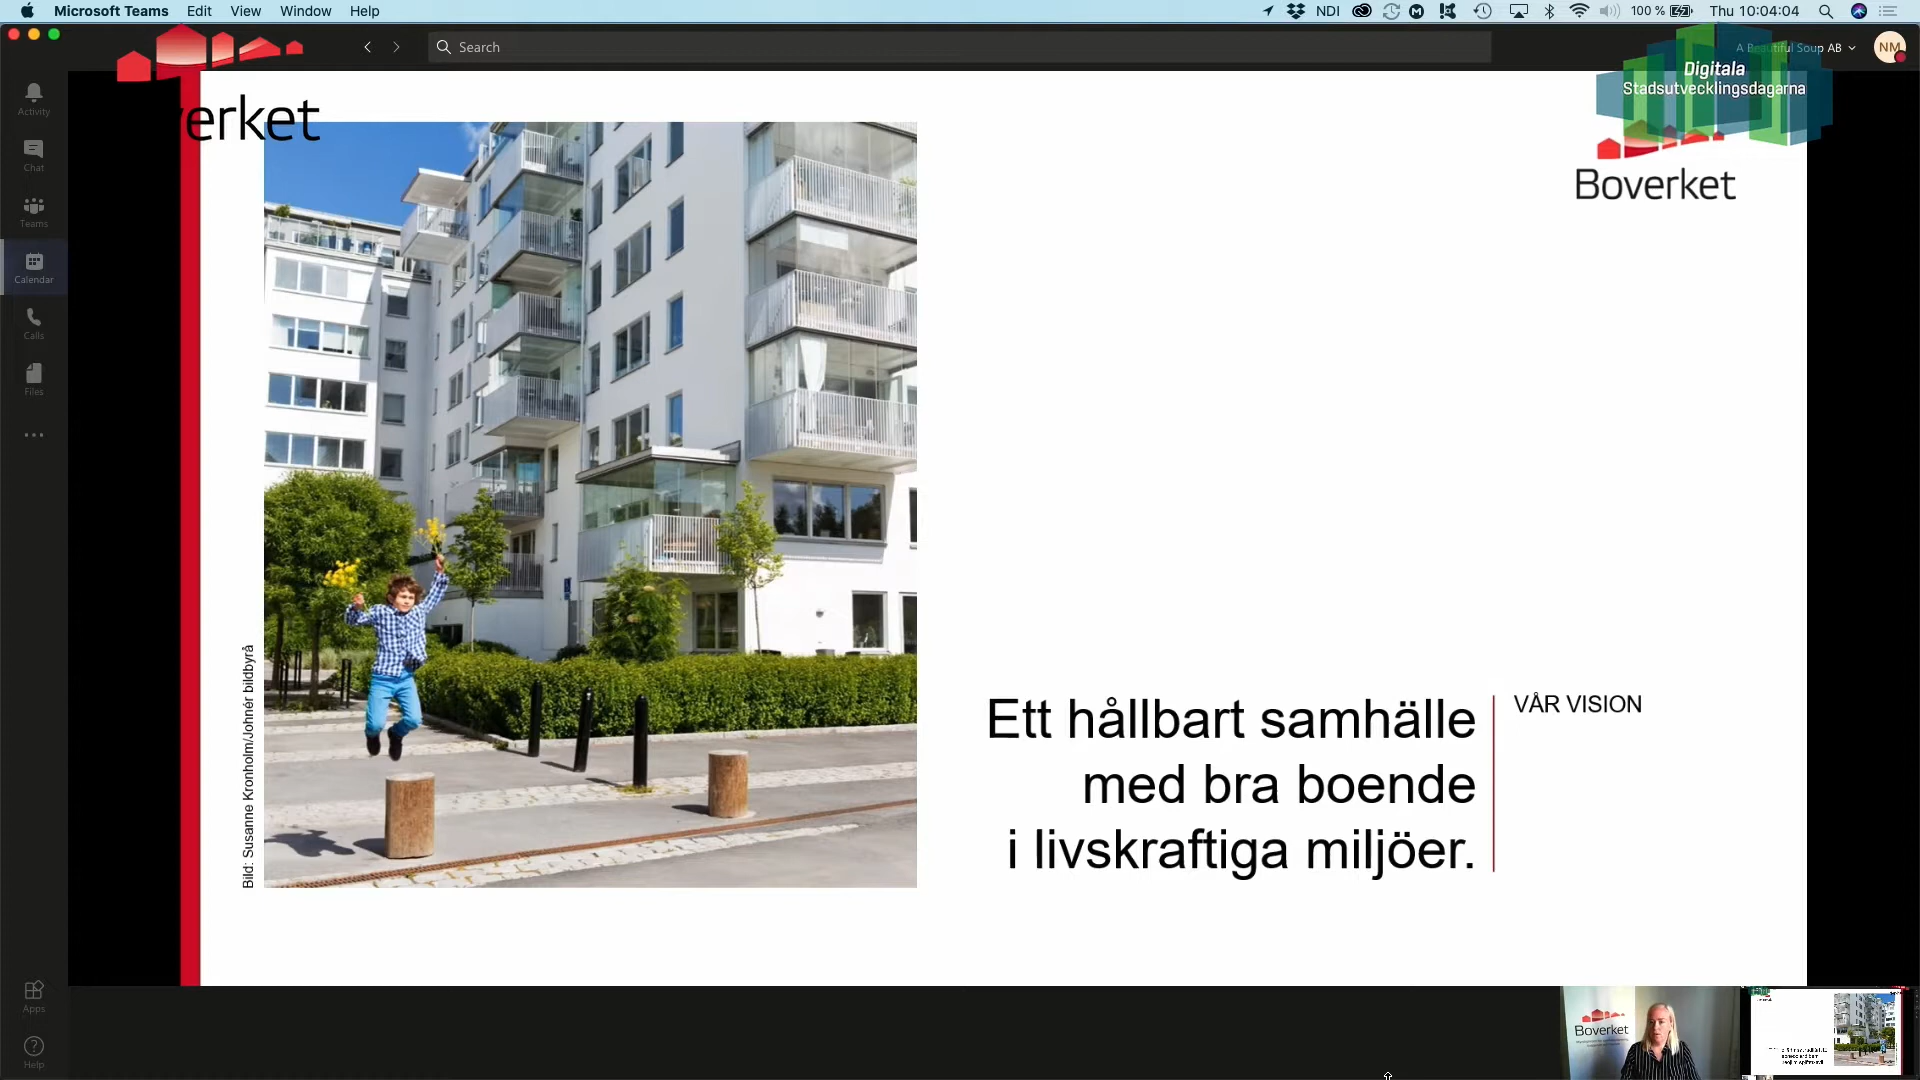 Microsoft Teams Edit View Window Help
NDI 100 % Thu 10:04:04
Search
A Beautiful Soup AB
NM
Activity
Chat
Teams
Calendar
Calls
Files
Apps
Help
erket
Digitala
Stadsutvecklingsdagarna
Boverket
Bild: Susanne Kronholm/Johnér bildbyrå
Ett hållbart samhälle
med bra boende
i livskraftiga miljöer.
VÅR VISION
Boverket